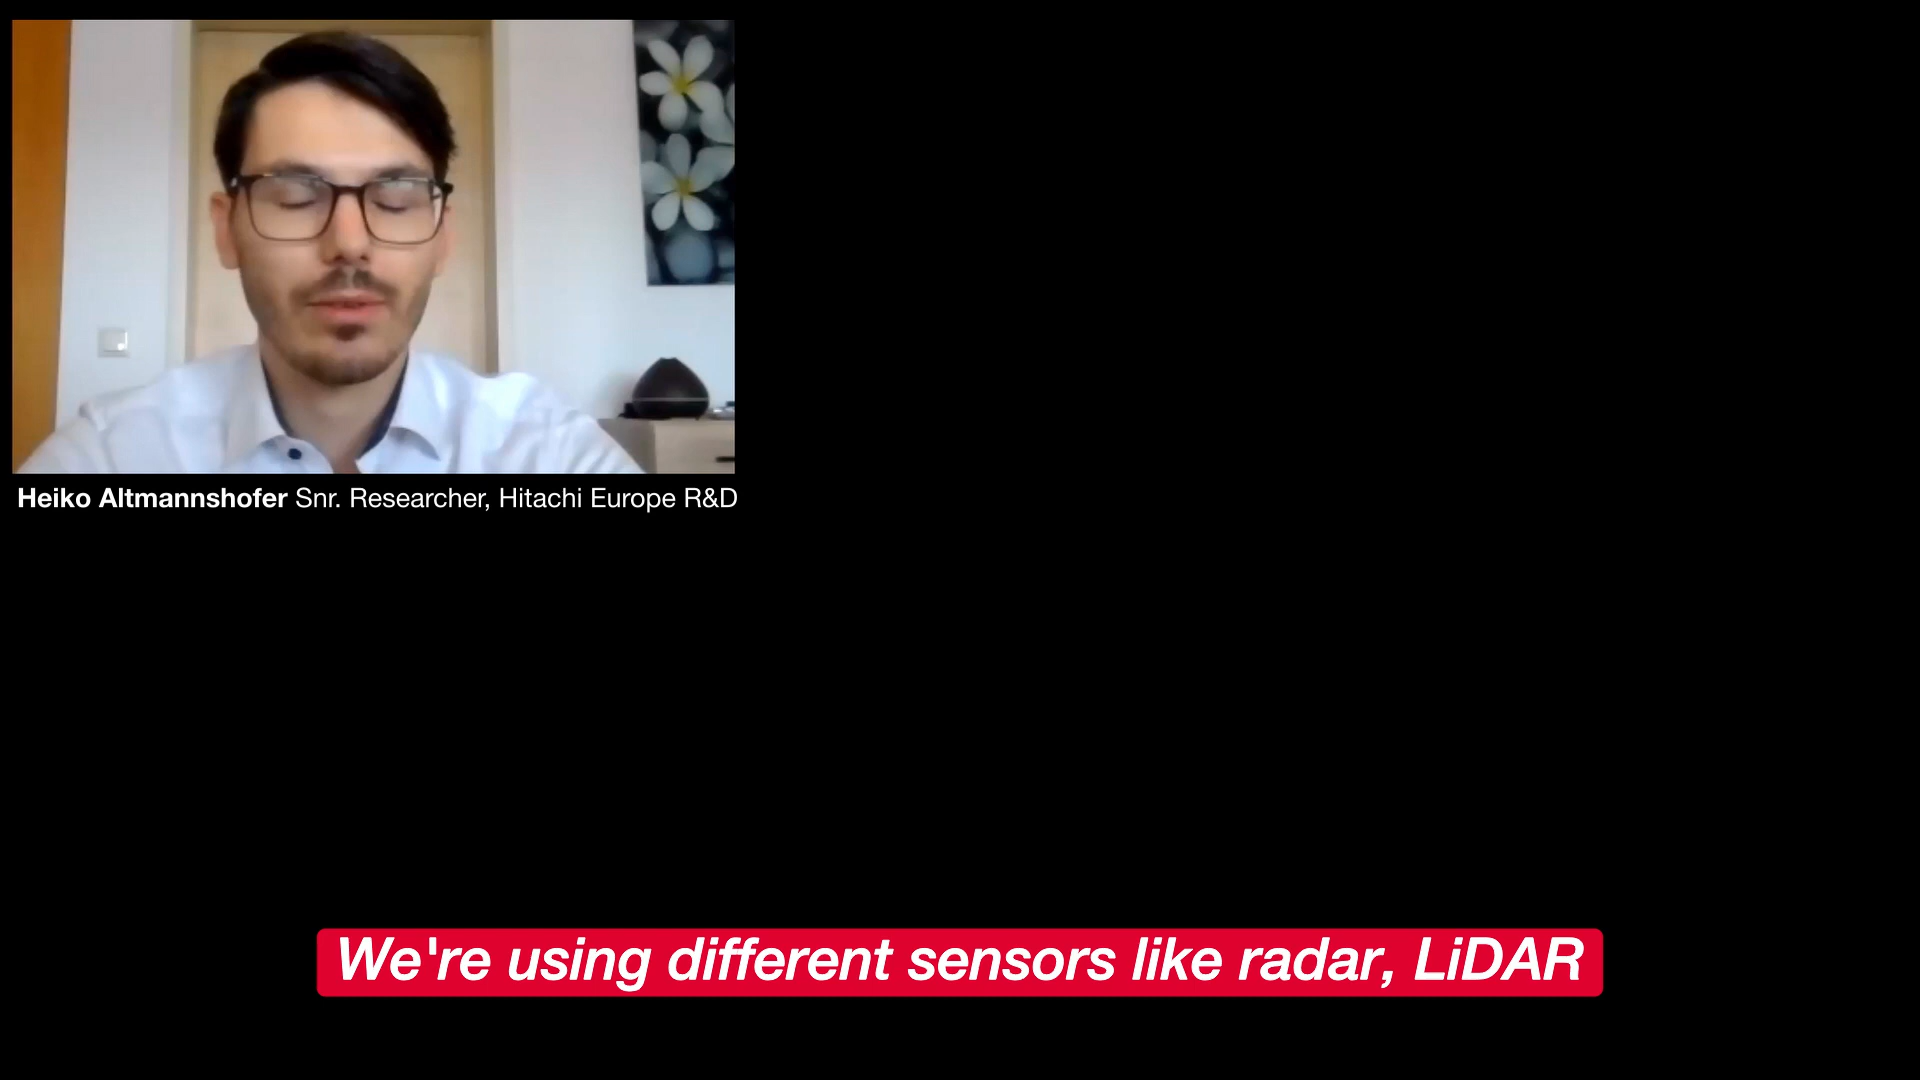 Heiko Altmannshofer Snr. Researcher, Hitachi Europe R&D
We're using different sensors like radar, LiDAR